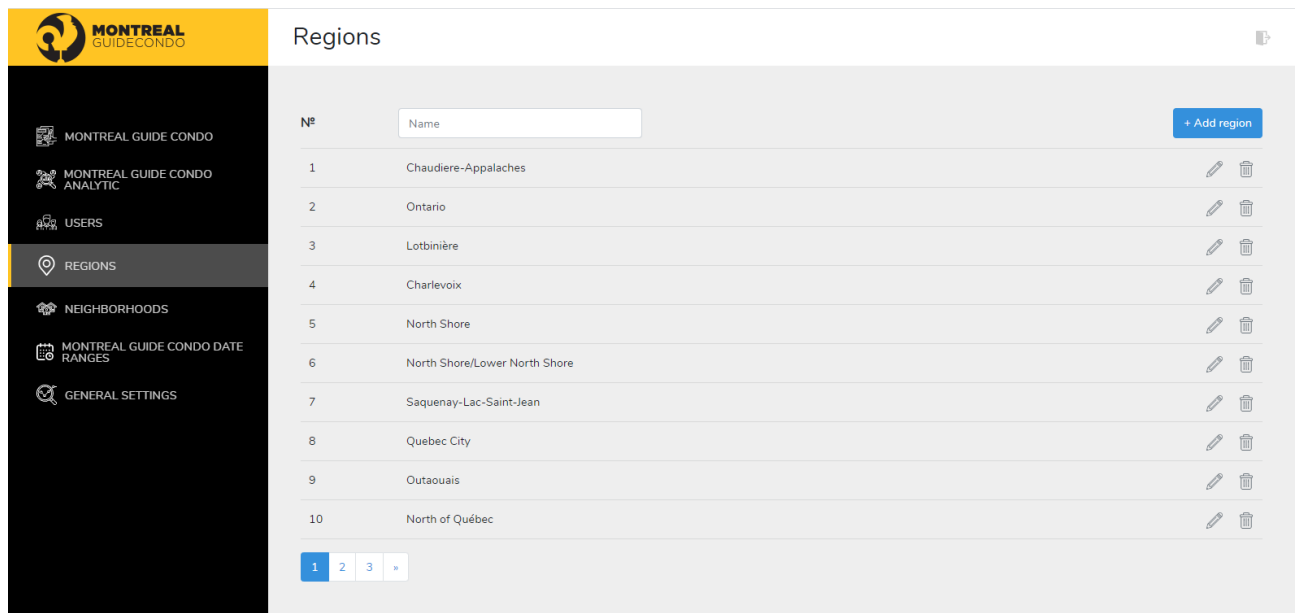 MONTREAL
GUIDECONDO
Regions
MONTREAL GUIDE CONDO
MONTREAL GUIDE CONDO
ANALYTIC
USERS
REGIONS
NEIGHBORHOODS
MONTREAL GUIDE CONDO DATE
RANGES
GENERAL SETTINGS
Nº Name + Add region
1 Chaudiere-Appalaches
2 Ontario
3 Lotbinière
4 Charlevoix
5 North Shore
6 North Shore/Lower North Shore
7 Saquenay-Lac-Saint-Jean
8 Quebec City
9 Outaouais
10 North of Québec
1 2 3 »